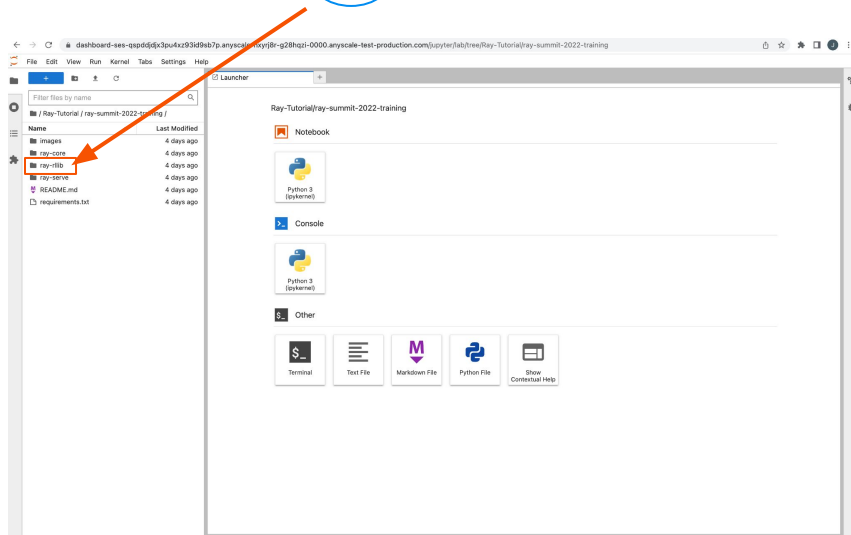 dashboard-ses-qspddjdjx3pu4xz93id9sb7p.anyscale
xyrj8r-g28hqzi-0000.anyscale-test-production.com/jupyter/lab/tree/Ray-Tutorial/ray-summit-2022-training
J
File Edit View Run Kernel Tabs Settings Help
Launcher
Filter files by name
/ Ray-Tutorial / ray-summit-2022-training /
Name Last Modified
images 4 days ago
ray-core 4 days ago
ray-rllib 4 days ago
ray-serve 4 days ago
README.md 4 days ago
requirements.txt 4 days ago
Ray-Tutorial/ray-summit-2022-training
Notebook
Python 3
(ipykernel)
Console
Python 3
(ipykernel)
$_ Other
$_
M
Terminal
Text File
Markdown File
Python File
Show
Contextual Help